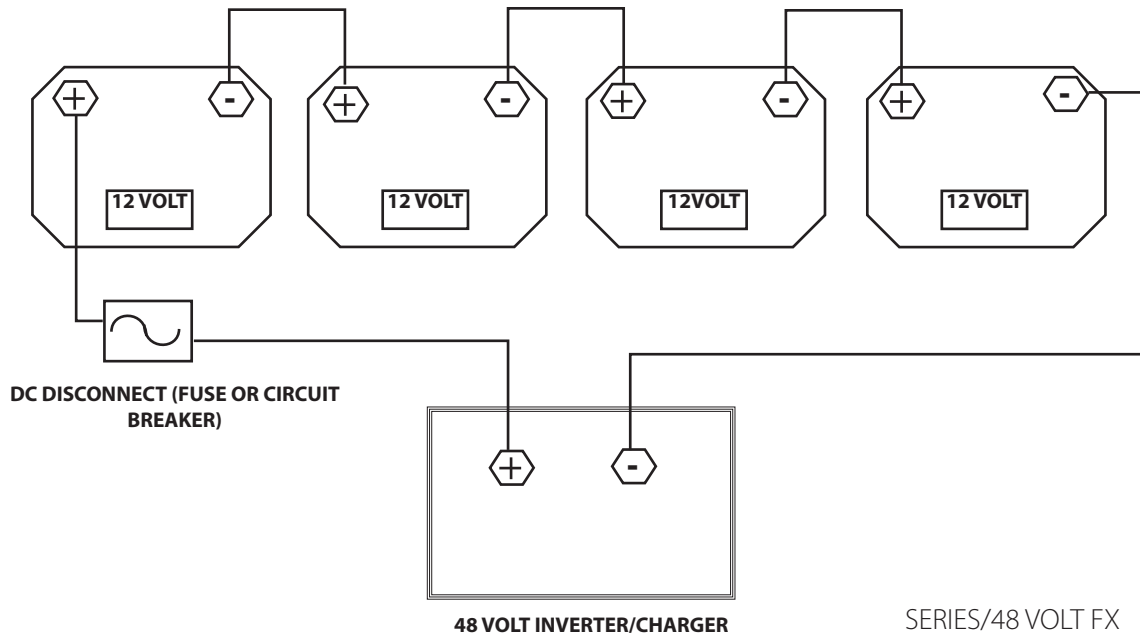 +
-
+
-
+
-
+
-
12 VOLT
12 VOLT
12VOLT
12 VOLT
DC DISCONNECT (FUSE OR CIRCUIT
BREAKER)
+
-
48 VOLT INVERTER/CHARGER
SERIES/48 VOLT FX